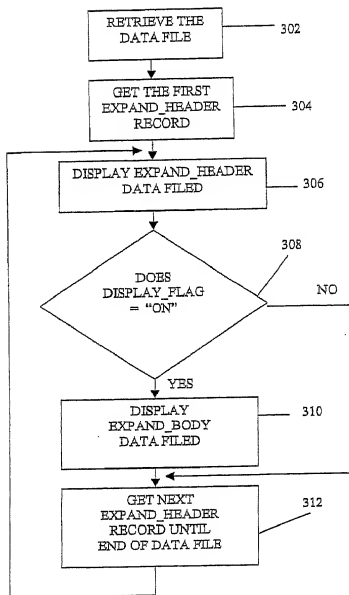 RETRIEVE THE
DATA FILE
302
GET THE FIRST
EXPAND_HEADER
RECORD
304
DISPLAY EXPAND_HEADER
DATA FILED
306
DOES
DISPLAY_FLAG
= "ON"
308
NO
YES
DISPLAY
EXPAND_BODY
DATA FILED
310
GET NEXT
EXPAND_HEADER
RECORD UNTIL
END OF DATA FILE
312